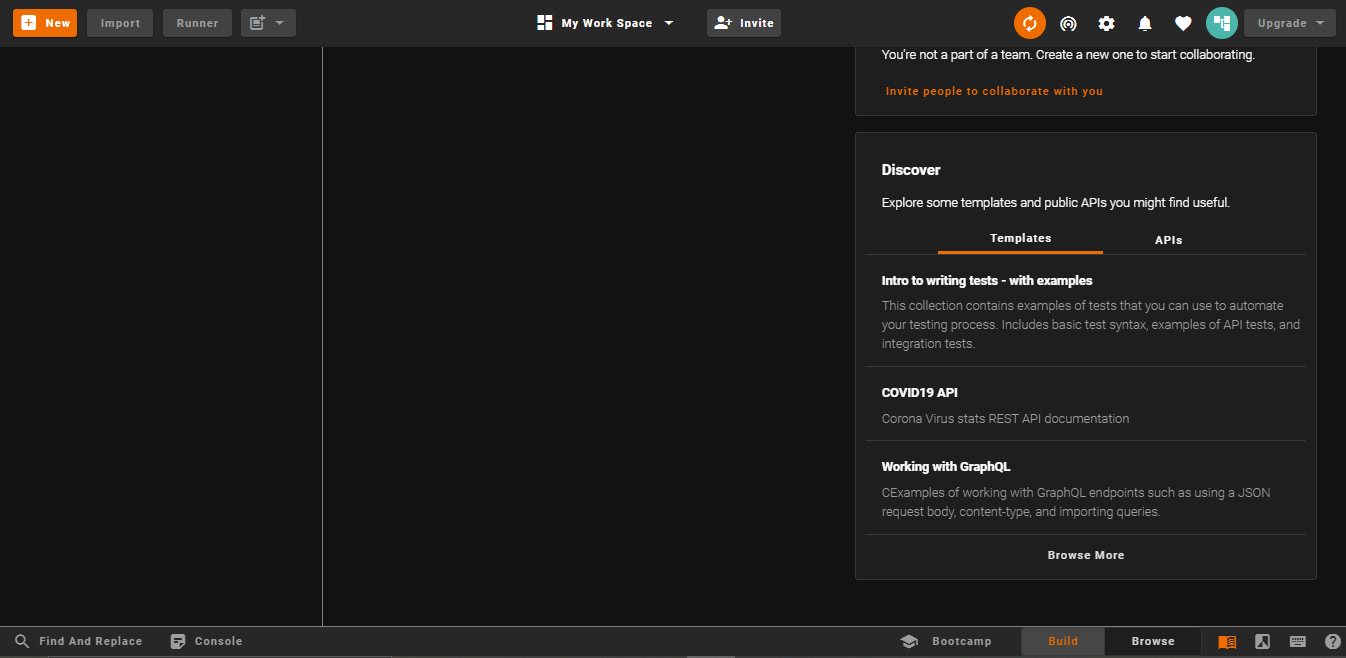 New Import Runner My Work Space Invite Upgrade
You're not a part of a team. Create a new one to start collaborating.
Invite people to collaborate with you
Discover
Explore some templates and public APIs you might find useful.
Templates APIs
Intro to writing tests - with examples
This collection contains examples of tests that you can use to automate
your testing process. Includes basic test syntax, examples of API tests, and
integration tests.
COVID19 API
Corona Virus stats REST API documentation
Working with GraphQL
CExamples of working with GraphQL endpoints such as using a JSON
request body, content-type, and importing queries.
Browse More
Find And Replace Console Bootcamp Build Browse